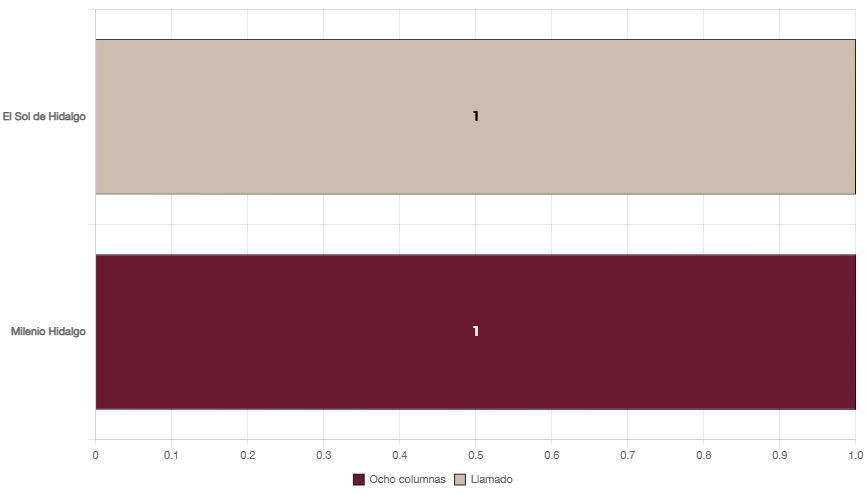 El Sol de Hidalgo
1
Milenio Hidalgo
1
0 0.1 0.2 0.3 0.4 0.5 0.6 0.7 0.8 0.9 1.0
Ocho columnas Llamado